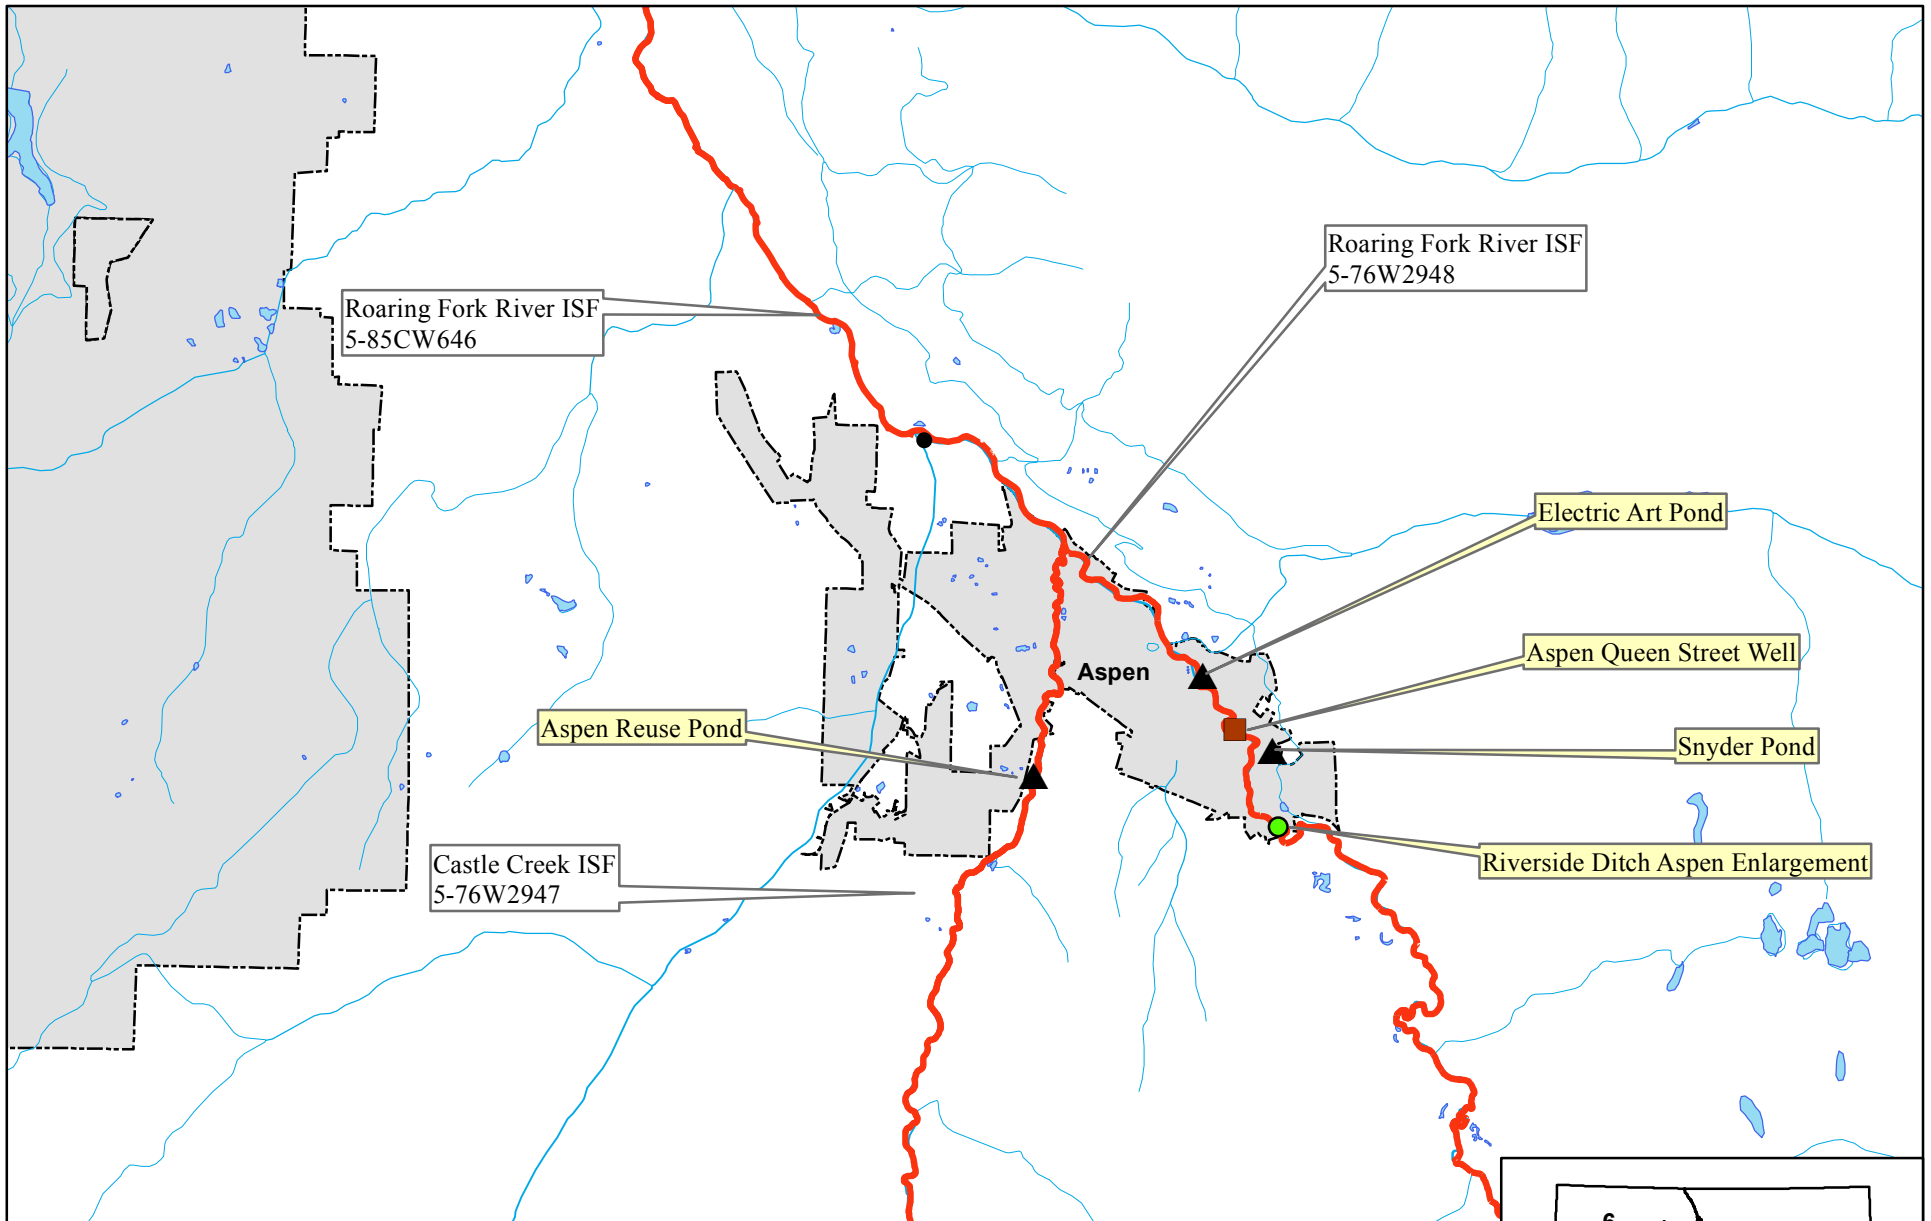 Roaring Fork River ISF
5-76W2948
Roaring Fork River ISF
5-85CW646
Electric Art Pond
Aspen Queen Street Well
Aspen
Aspen Reuse Pond
Snyder Pond
Riverside Ditch Aspen Enlargement
Castle Creek ISF
5-76W2947
6